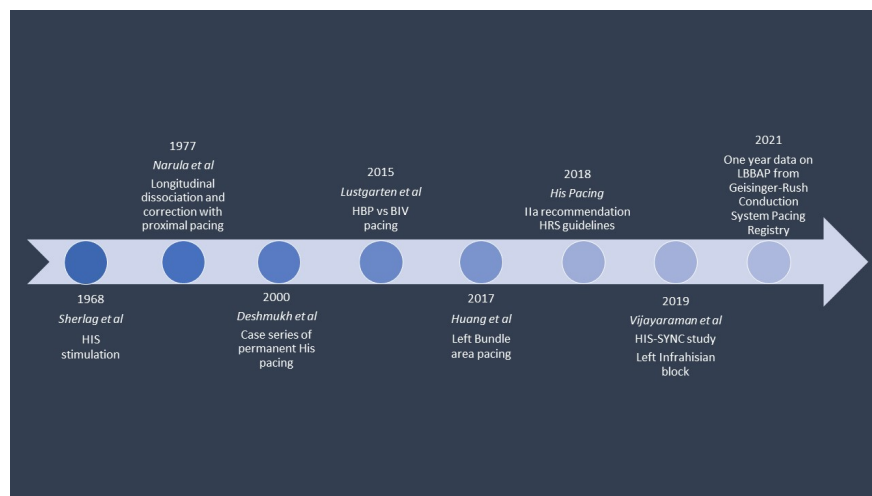 1977
Narula et al
Longitudinal
dissociation and
correction with
proximal pacing
2015
Lustgarten et al
HBP vs BIV
pacing
2018
His Pacing
IIa recommendation
HRS guidelines
2021
One year data on
LBBAP from
Geisinger-Rush
Conduction
System Pacing
Registry
1968
Sherlag et al
HIS
stimulation
2000
Deshmukh et al
Case series of
permanent His
pacing
2017
Huang et al
Left Bundle
area pacing
2019
Vijayaraman et al
HIS-SYNC study
Left Infrahisian
block